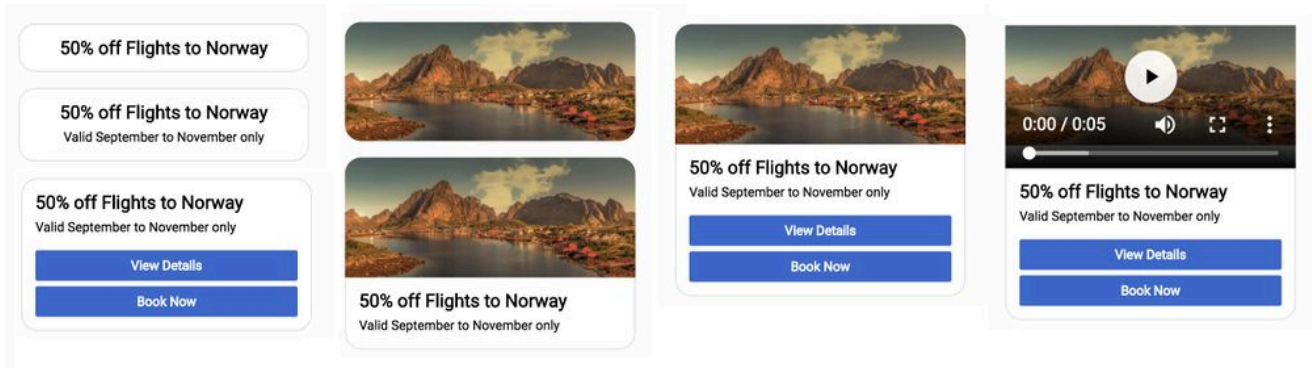 50% off Flights to Norway
50% off Flights to Norway
Valid September to November only
50% off Flights to Norway
Valid September to November only
View Details
Book Now
50% off Flights to Norway
Valid September to November only
50% off Flights to Norway
Valid September to November only
View Details
Book Now
0:00 / 0:05
50% off Flights to Norway
Valid September to November only
View Details
Book Now